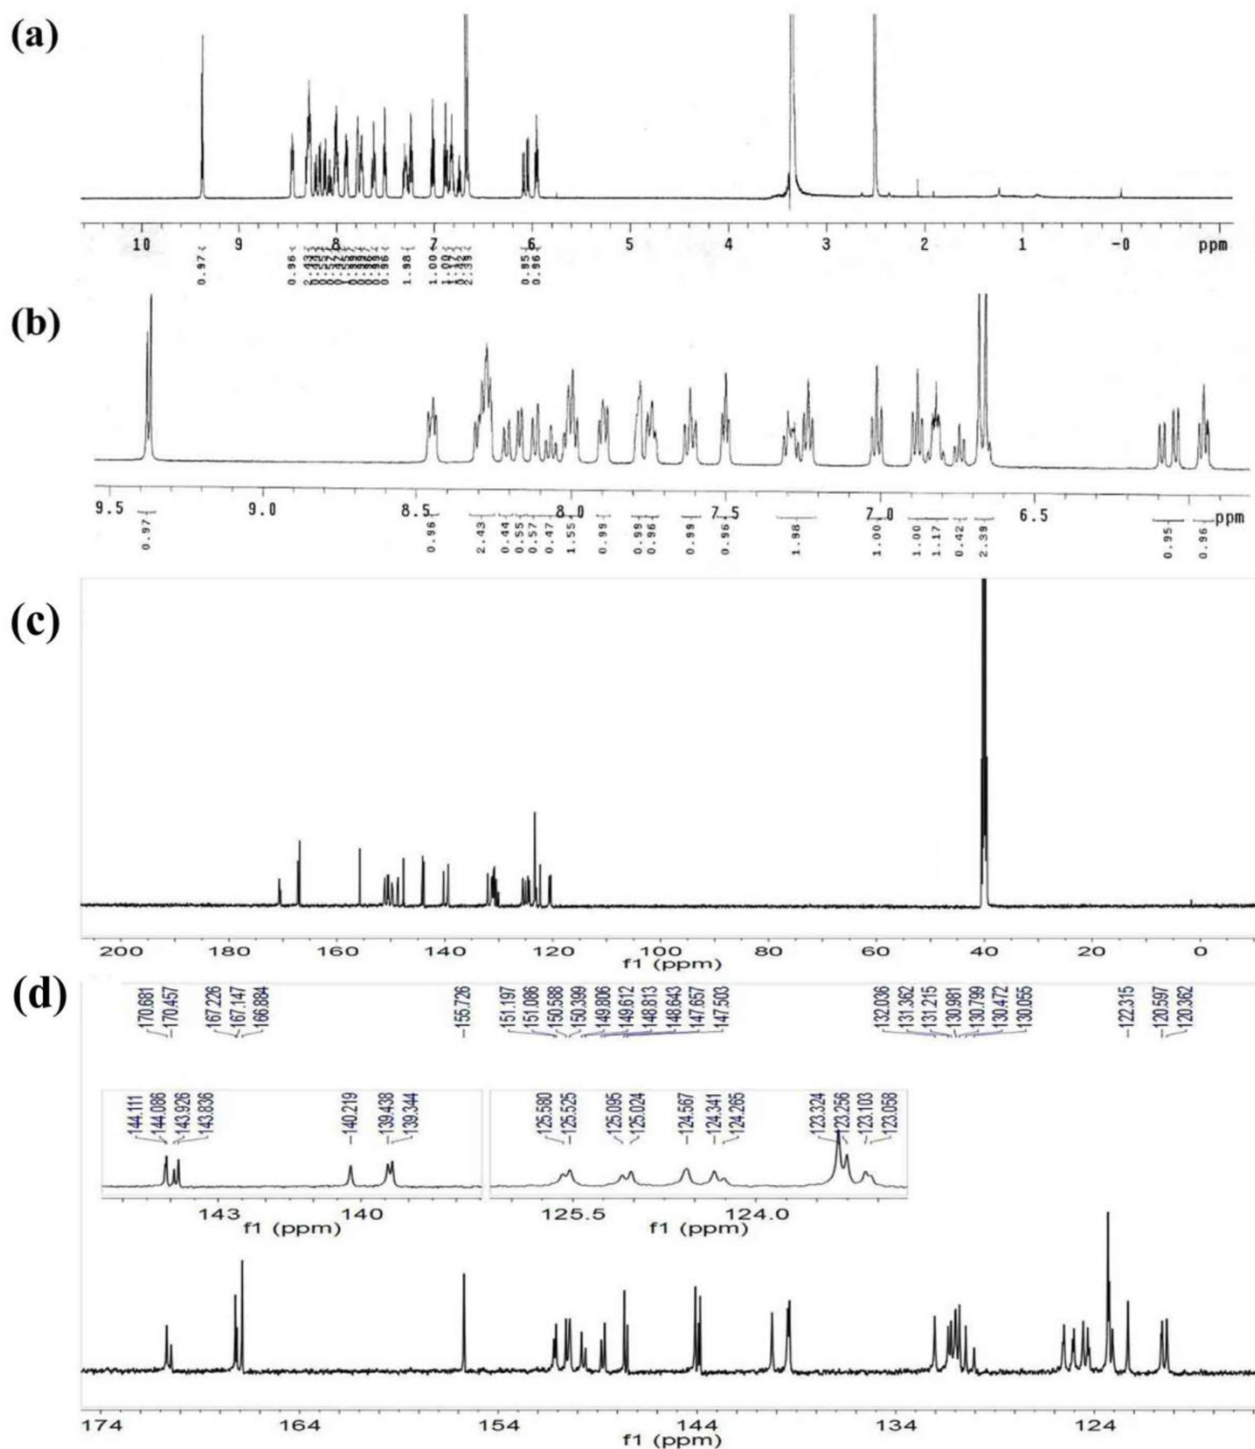 (a)
10 9 8 7 6 5 4 3 2 1 -0 ppm
0.97 0.96 2.43 1.98 1.00 1.00 2.39 0.95 0.96
(b)
9.5 9.0 8.5 8.0 7.5 7.0 6.5 ppm
0.97 0.96 2.43 0.44 0.55 0.57 0.47 1.55 0.99 0.99 0.96 0.99 0.96 1.98 1.00 1.00 1.17 0.42 2.39 0.95 0.96
(c)
200 180 160 140 120 100 80 60 40 20 0
f1 (ppm)
(d)
170.681 170.457 167.226 167.147 166.884 155.726 151.197 151.086 150.588 150.399 149.806 149.612 148.813 148.643 147.657 147.503 132.036 131.362 131.215 130.981 130.799 130.472 130.055 122.315 120.597 120.362
144.111 144.086 143.926 143.836 140.219 139.438 139.344
143 140
f1 (ppm)
125.580 125.525 125.095 125.024 124.567 124.341 124.265 123.324 123.256 123.103 123.058
125.5 124.0
f1 (ppm)
174 164 154 144 134 124
f1 (ppm)